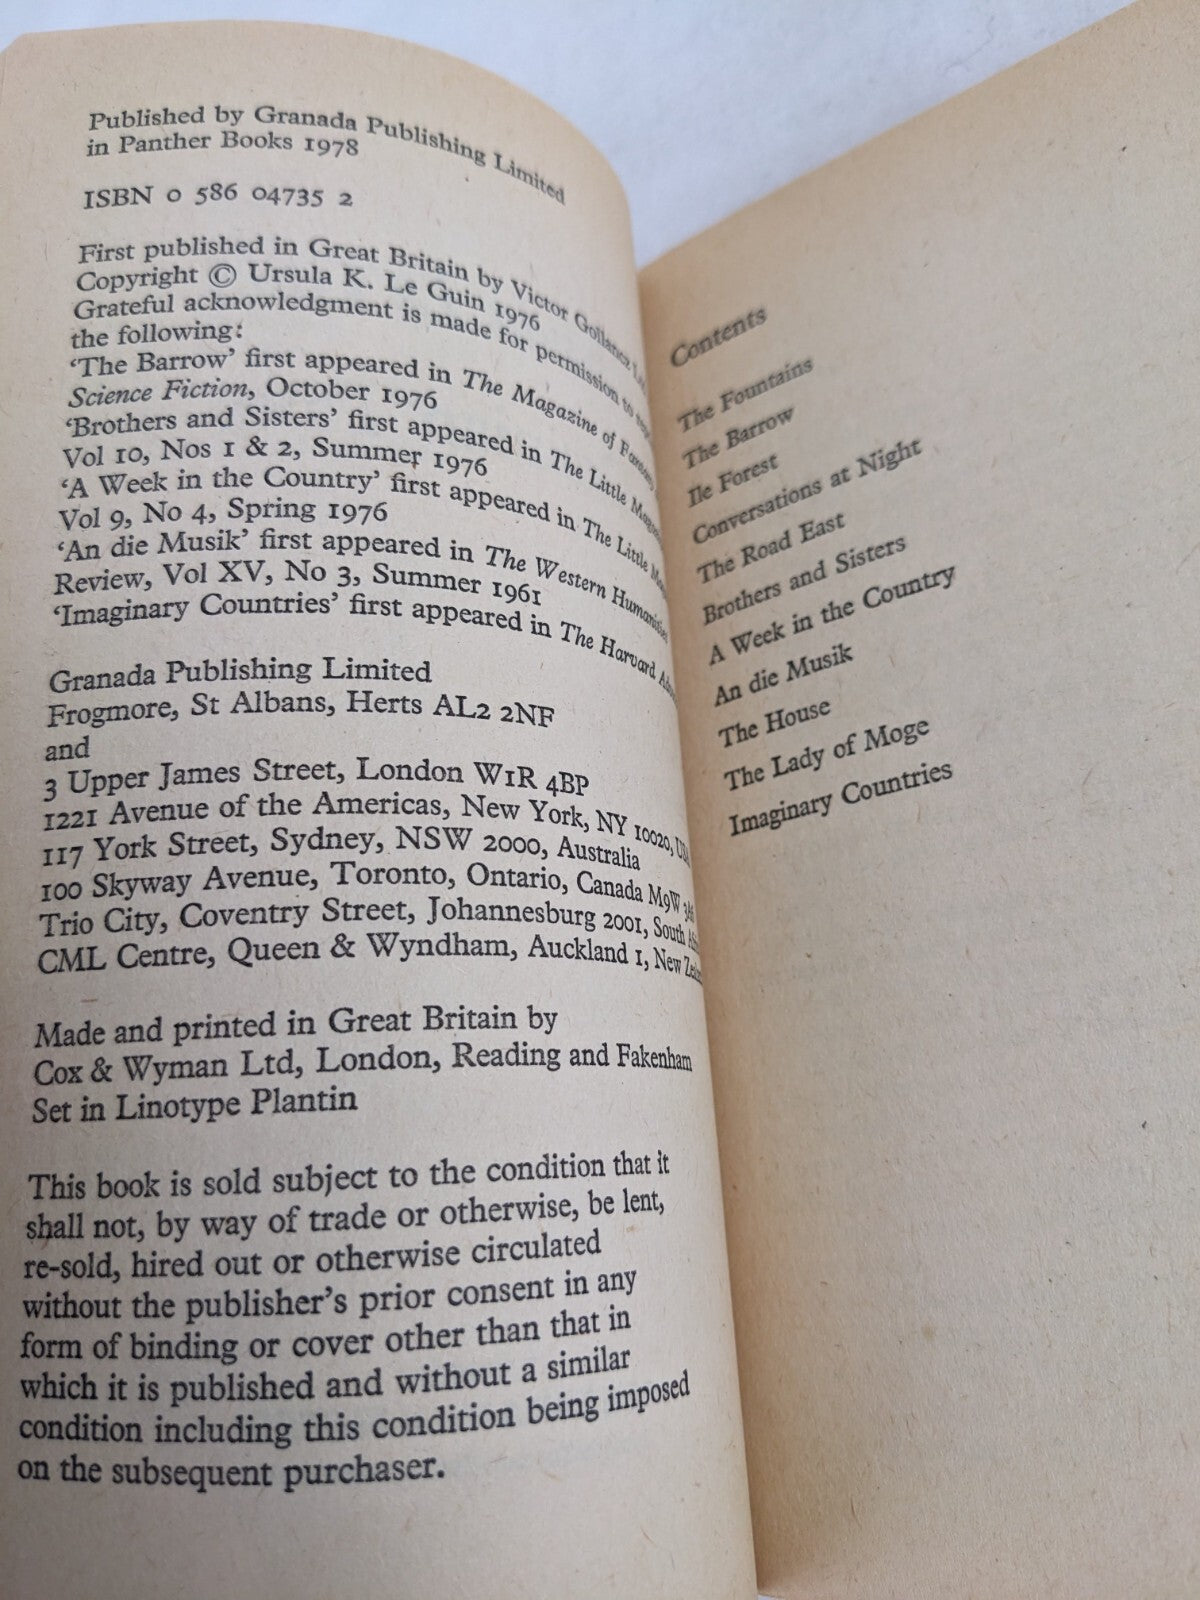 Published by Granada Publishing Limited
in Panther Books 1978
ISBN 0 586 04735 2
First published in Great Britain by Victor Gollancz
Copyright © Ursula K. Le Guin 1976
Grateful acknowledgment is made for permission to
the following:
‘The Barrow’ first appeared in The Magazine of
Science Fiction, October 1976
‘Brothers and Sisters’ first appeared in The Little
Vol 10, Nos 1 & 2, Summer 1976
‘A Week in the Country’ first appeared in The Little
Vol 9, No 4, Spring 1976
‘An die Musik’ first appeared in The Western Humanities
Review, Vol XV, No 3, Summer 1961
‘Imaginary Countries’ first appeared in The Harvard
Granada Publishing Limited
Frogmore, St Albans, Herts AL2 2NF
and
3 Upper James Street, London W1R 4BP
1221 Avenue of the Americas, New York, NY 10020, USA
117 York Street, Sydney, NSW 2000, Australia
100 Skyway Avenue, Toronto, Ontario, Canada M9W
Trio City, Coventry Street, Johannesburg 2001, South
CML Centre, Queen & Wyndham, Auckland 1, New
Made and printed in Great Britain by
Cox & Wyman Ltd, London, Reading and Fakenham
Set in Linotype Plantin
This book is sold subject to the condition that it
shall not, by way of trade or otherwise, be lent,
re-sold, hired out or otherwise circulated
without the publisher’s prior consent in any
form of binding or cover other than that in
which it is published and without a similar
condition including this condition being imposed
on the subsequent purchaser.
Contents
The Fountains
The Barrow
Ile Forest
Conversations at Night
The Road East
Brothers and Sisters
A Week in the Country
An die Musik
The House
The Lady of Moge
Imaginary Countries